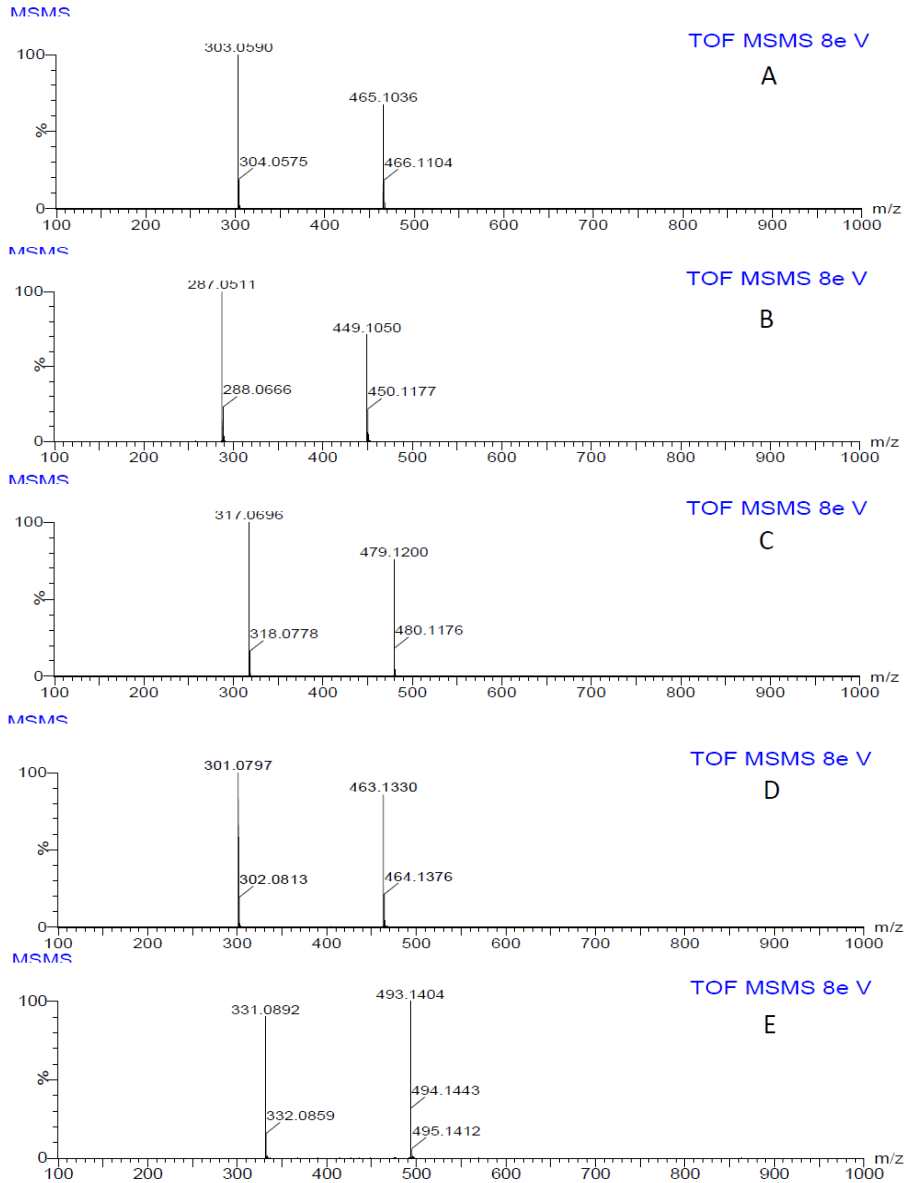 MSMS
TOF MSMS 8e V
A
303.0590
100
465.1036
%
304.0575
466.1104
0
100 200 300 400 500 600 700 800 900 1000 m/z
MSMS
TOF MSMS 8e V
B
287.0511
100
449.1050
%
288.0666
450.1177
0
100 200 300 400 500 600 700 800 900 1000 m/z
MSMS
TOF MSMS 8e V
C
317.0696
100
479.1200
%
318.0778
480.1176
0
100 200 300 400 500 600 700 800 900 1000 m/z
MSMS
TOF MSMS 8e V
D
301.0797
100
463.1330
%
302.0813
464.1376
0
100 200 300 400 500 600 700 800 900 1000 m/z
MSMS
TOF MSMS 8e V
E
493.1404
100
331.0892
%
494.1443
332.0859
495.1412
0
100 200 300 400 500 600 700 800 900 1000 m/z